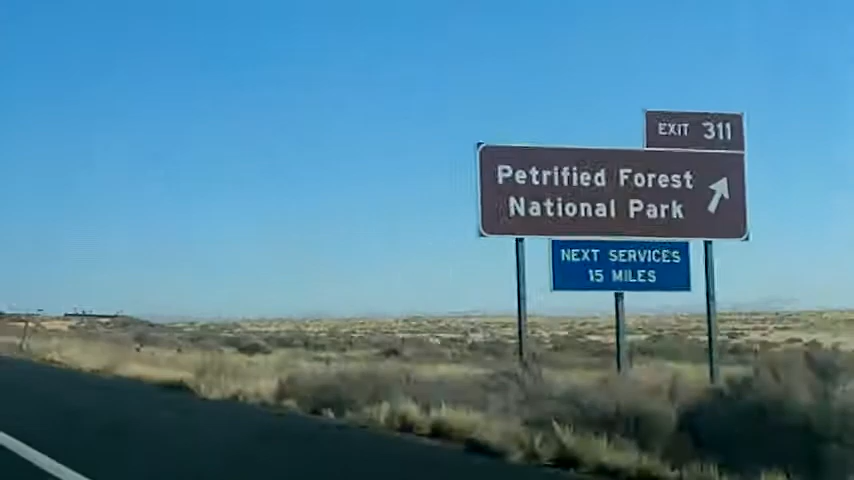 EXIT 311
Petrified Forest
National Park
NEXT SERVICES
15 MILES